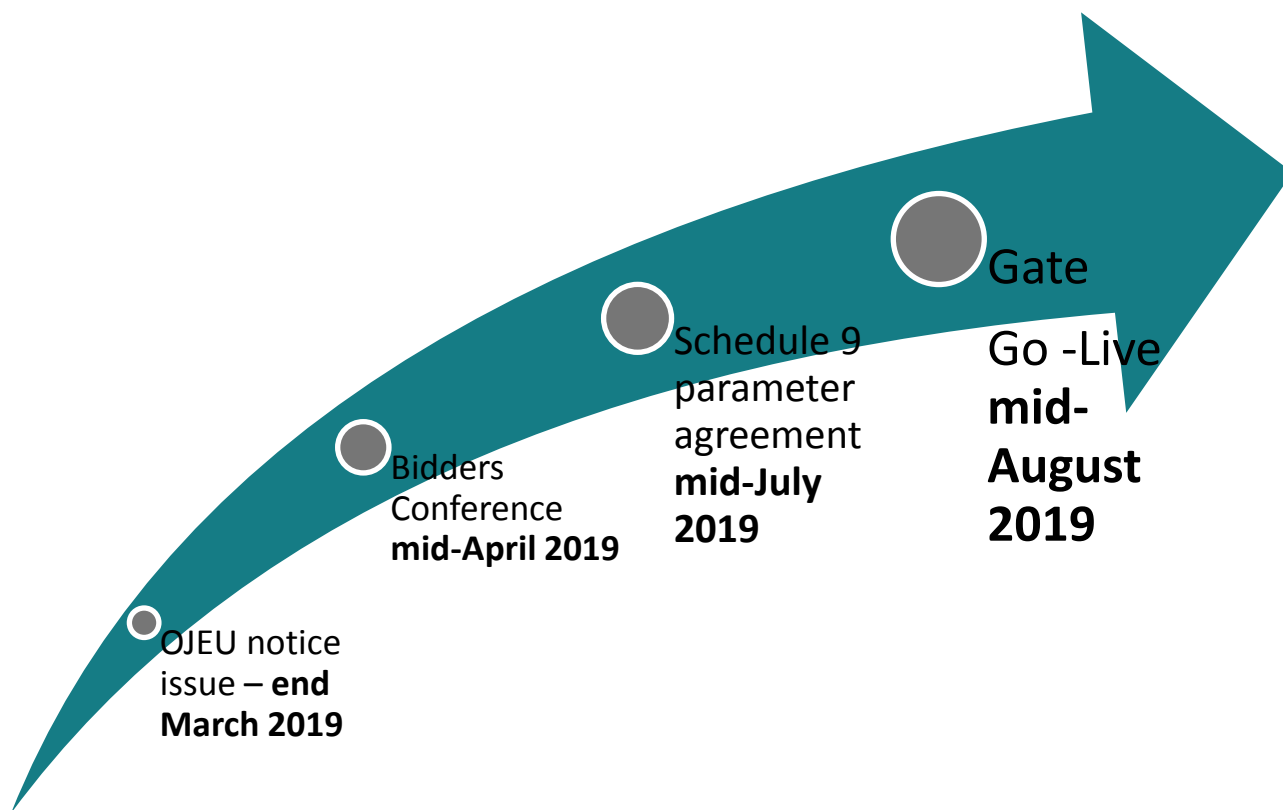 OJEU notice
issue – end
March 2019
Bidders
Conference
mid-April 2019
Schedule 9
parameter
agreement
mid-July
2019
Gate
Go -Live
mid-
August
2019